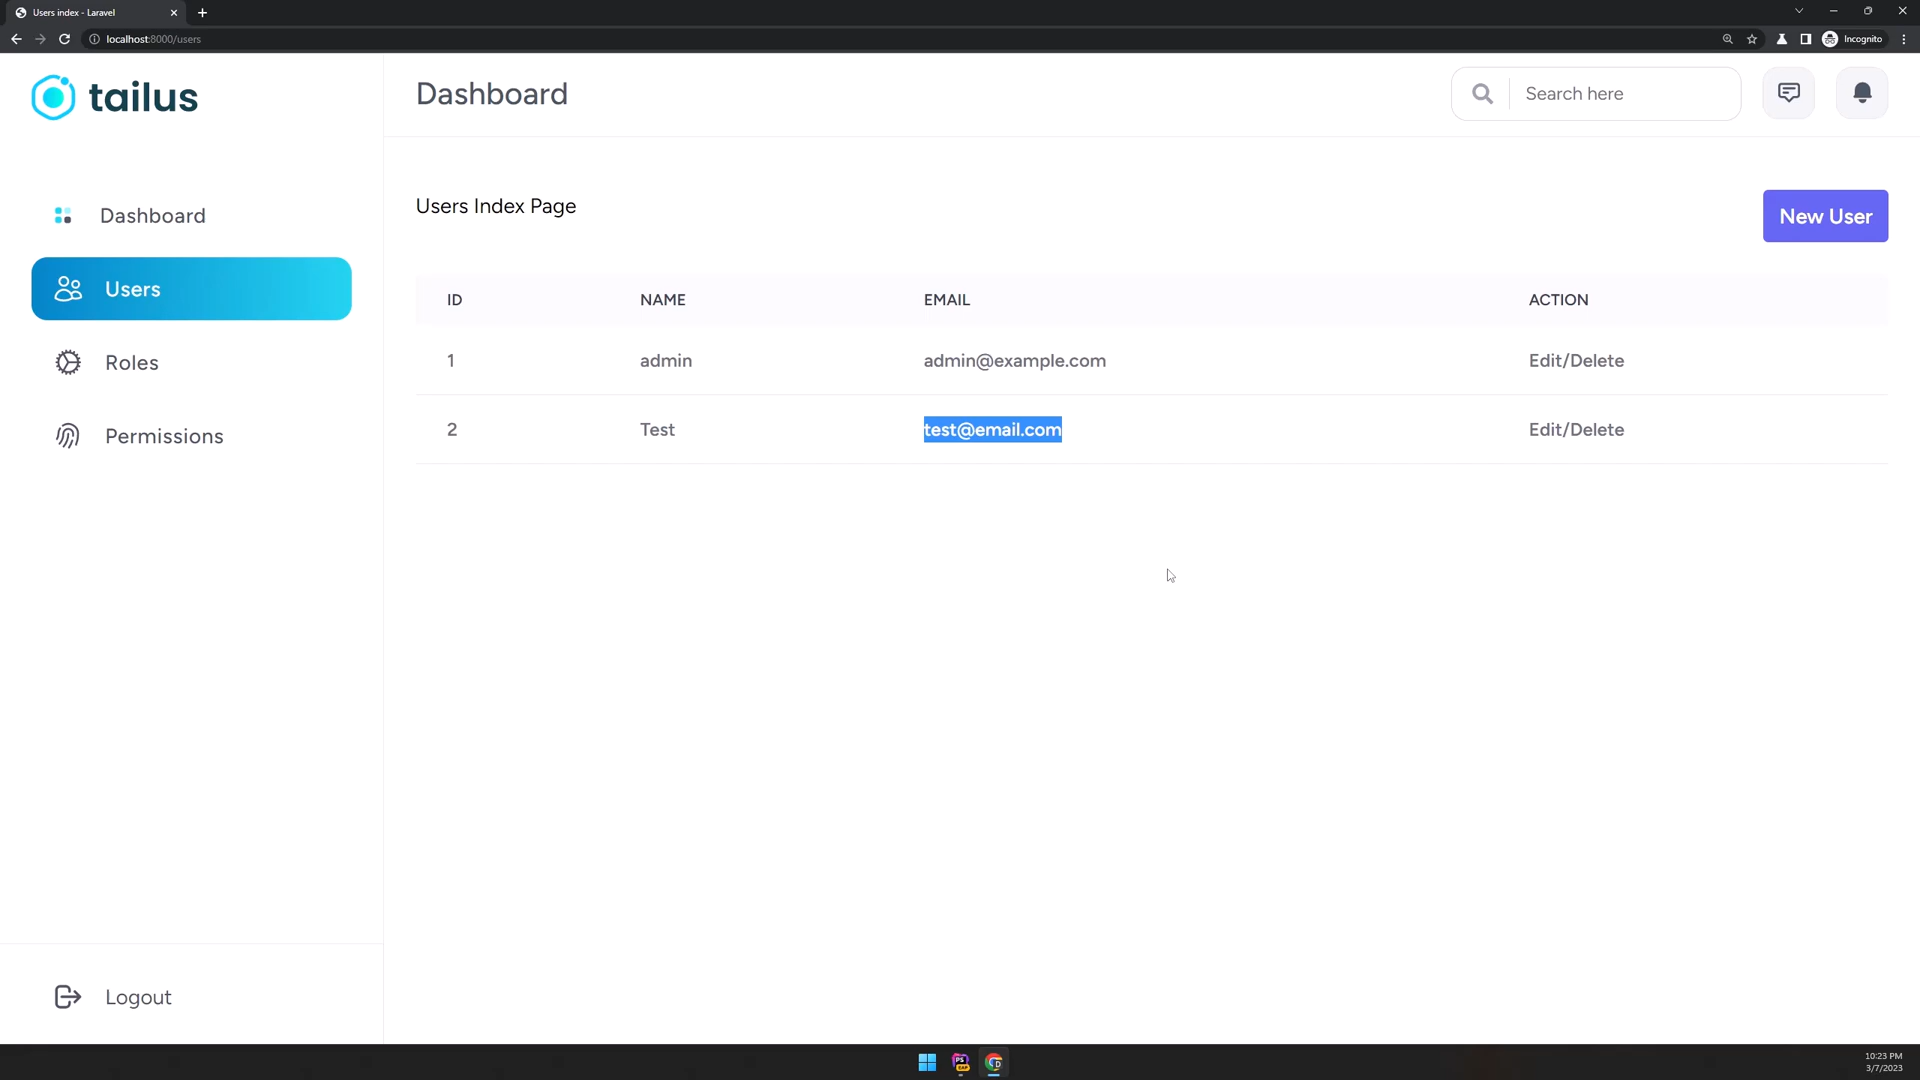 Users index - Laravel
localhost:8000/users
Incognito
tailus
Dashboard
Search here
Dashboard
Users
Roles
Permissions
Logout
Users Index Page
New User
ID NAME EMAIL ACTION
1 admin admin@example.com Edit/Delete
2 Test test@email.com Edit/Delete
PS
EAP
D
10:23 PM
3/7/2023